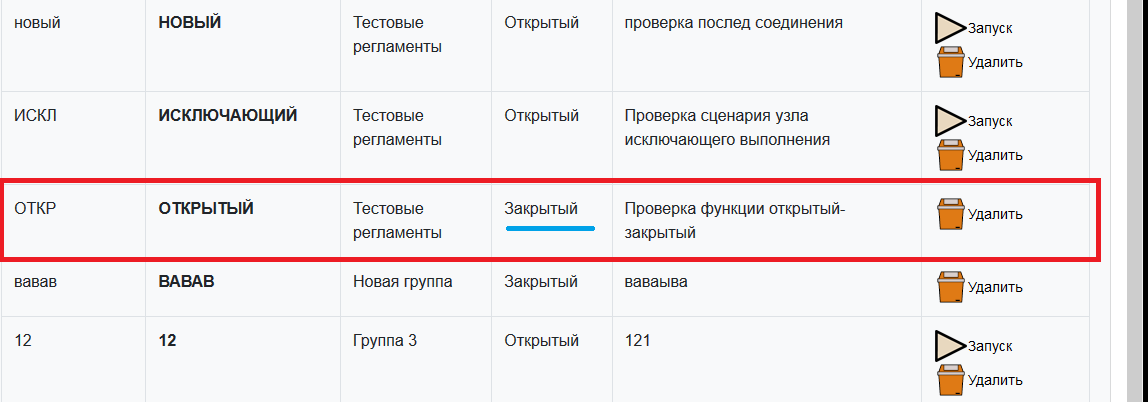 новый НОВЫЙ Тестовые Открытый проверка послед соединения Запуск
регламенты Удалить
ИСКЛ ИСКЛЮЧАЮЩИЙ Тестовые Открытый Проверка сценария узла Запуск
регламенты исключающего выполнения Удалить
ОТКР ОТКРЫТЫЙ Тестовые Закрытый Проверка функции открытый- Удалить
регламенты закрытый
вавав ВАВАВ Новая группа Закрытый ваваыва Удалить
12 12 Группа 3 Открытый 121 Запуск
Удалить